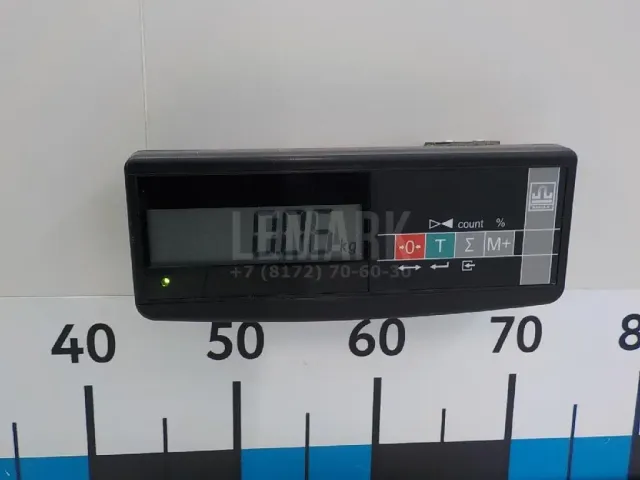 LEMARK
+7 (8172) 70-60-30
kg
count %
→0← T Σ M+
40 50 60 70 8